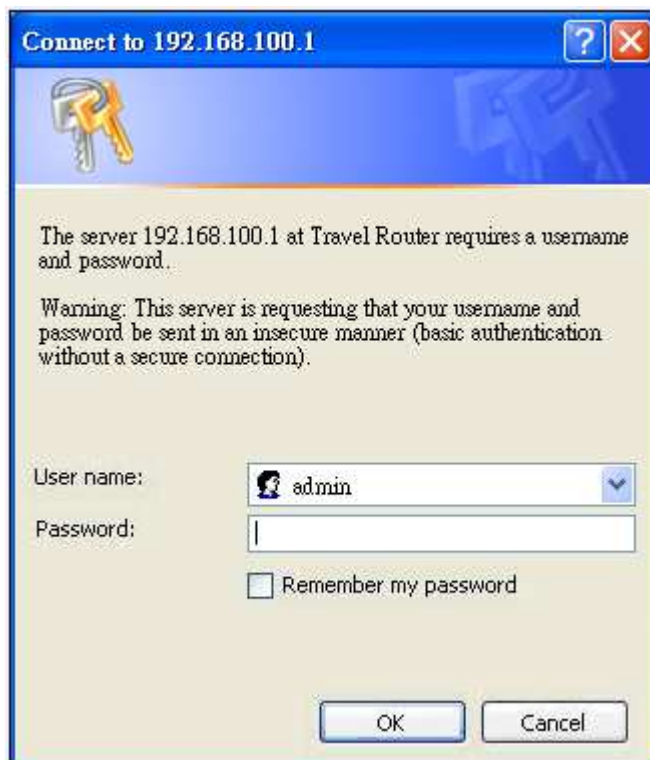 Connect to 192.168.100.1
The server 192.168.100.1 at Travel Router requires a username
and password.
Warning: This server is requesting that your username and
password be sent in an insecure manner (basic authentication
without a secure connection).
User name:
admin
Password:
Remember my password
OK
Cancel